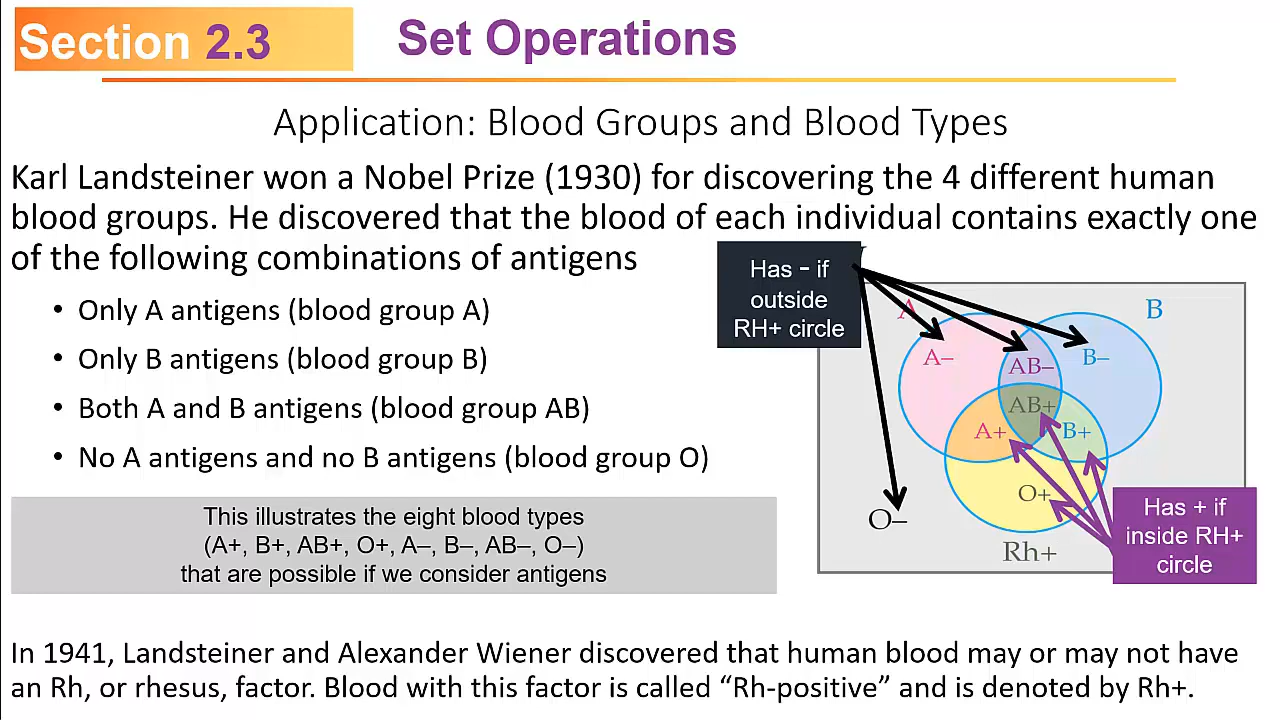 Section 2.3
Set Operations
Application: Blood Groups and Blood Types
Karl Landsteiner won a Nobel Prize (1930) for discovering the 4 different human
blood groups. He discovered that the blood of each individual contains exactly one
of the following combinations of antigens
• Only A antigens (blood group A)
• Only B antigens (blood group B)
• Both A and B antigens (blood group AB)
• No A antigens and no B antigens (blood group O)
This illustrates the eight blood types
(A+, B+, AB+, O+, A–, B–, AB–, O–)
that are possible if we consider antigens
Has - if
outside
RH+ circle
A
B
A–
AB–
B–
AB+
A+
B+
O+
O–
Rh+
Has + if
inside RH+
circle
In 1941, Landsteiner and Alexander Wiener discovered that human blood may or may not have
an Rh, or rhesus, factor. Blood with this factor is called “Rh-positive” and is denoted by Rh+.